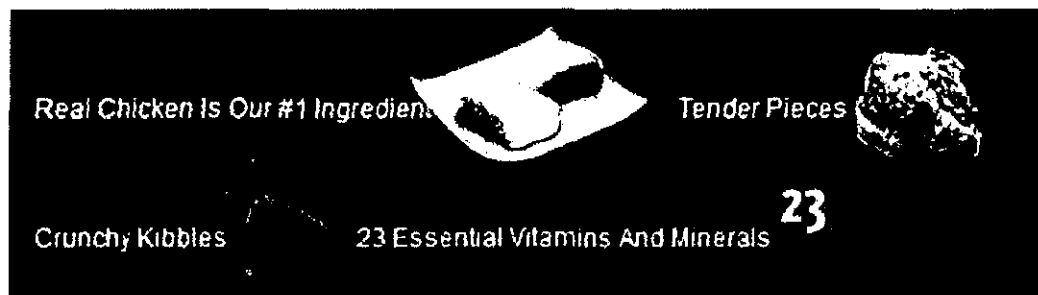 Real Chicken Is Our #1 Ingredient Tender Pieces
Crunchy Kibbles 23 Essential Vitamins And Minerals 23